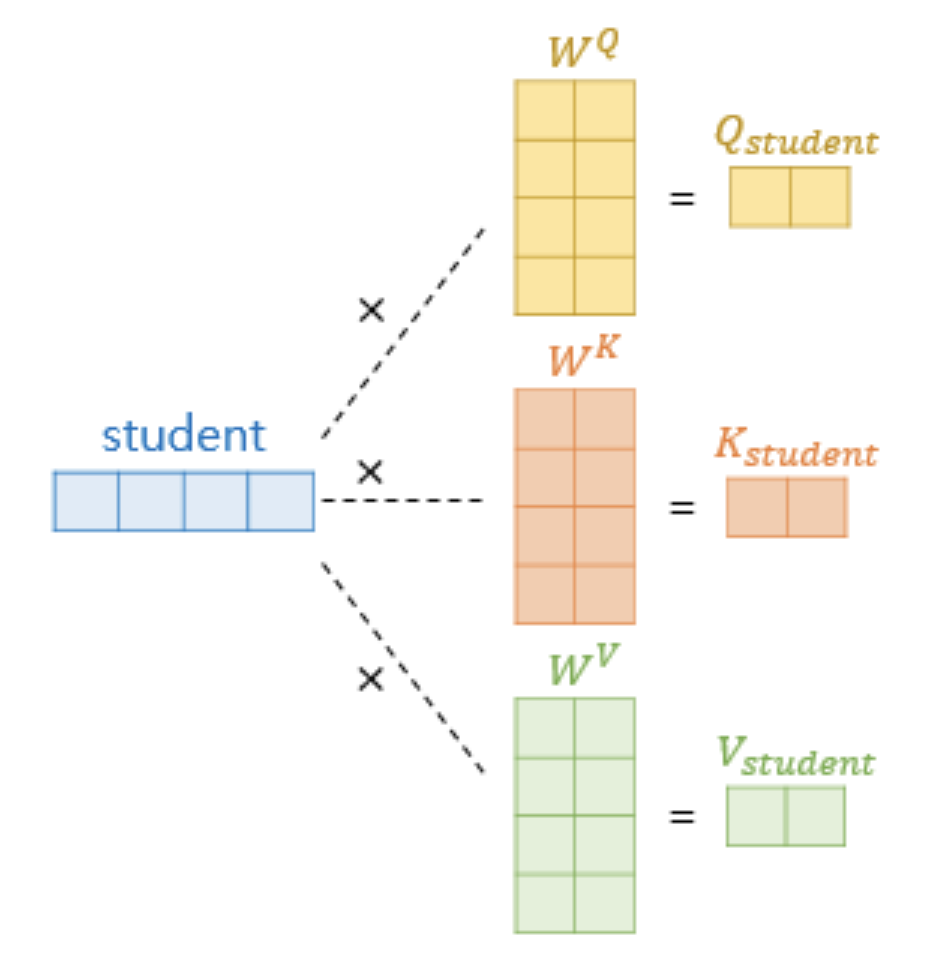 W^Q
Q_student
=
×
W^K
student
K_student
×
=
W^V
×
V_student
=